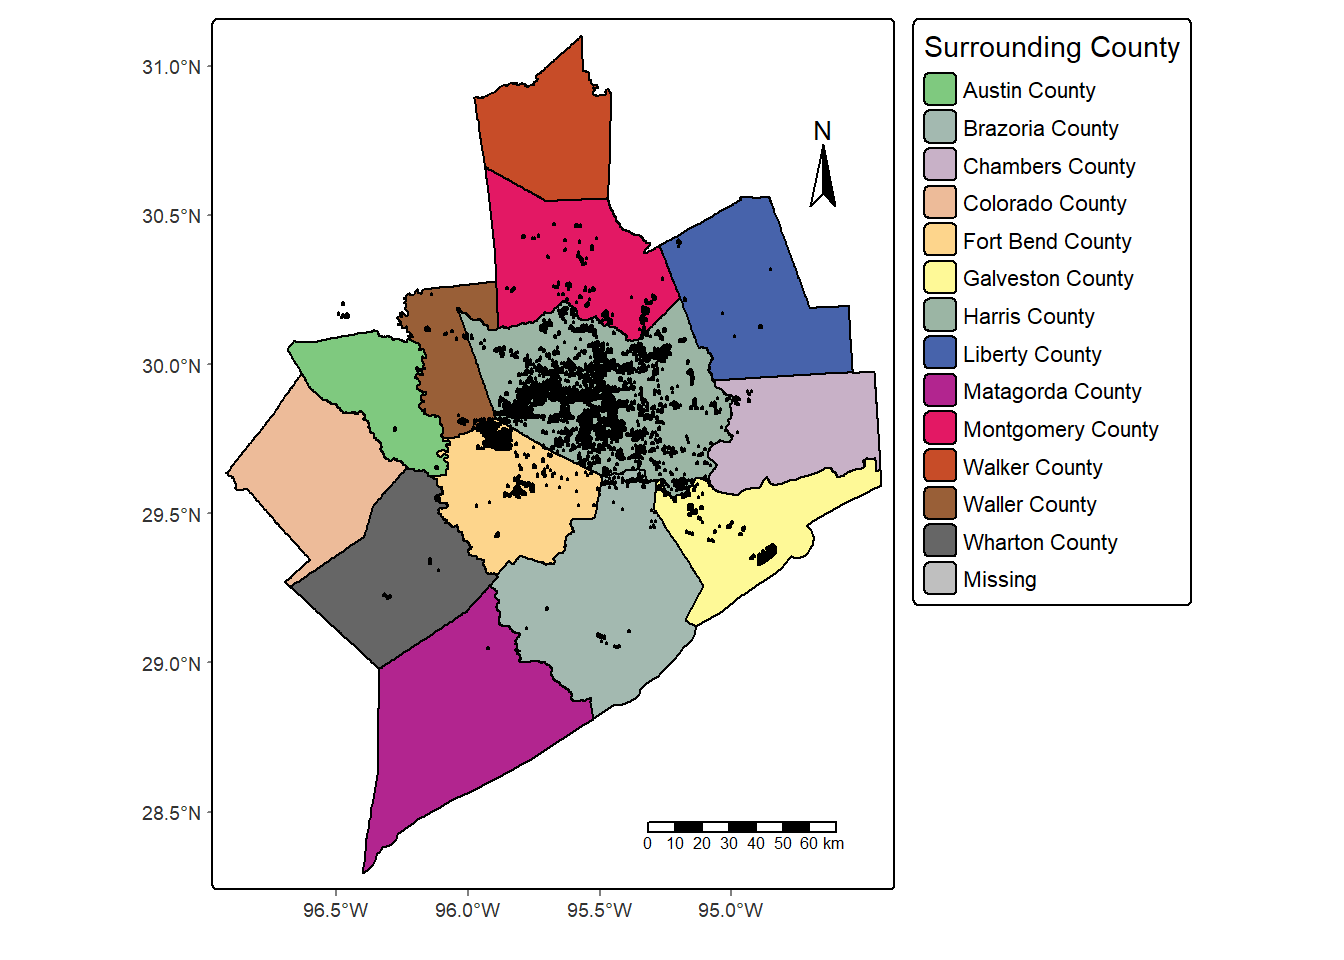 Surrounding County
Austin County
Brazoria County
Chambers County
Colorado County
Fort Bend County
Galveston County
Harris County
Liberty County
Matagorda County
Montgomery County
Walker County
Waller County
Wharton County
Missing
N
31.0°N
30.5°N
30.0°N
29.5°N
29.0°N
28.5°N
0 10 20 30 40 50 60 km
96.5°W 96.0°W 95.5°W 95.0°W